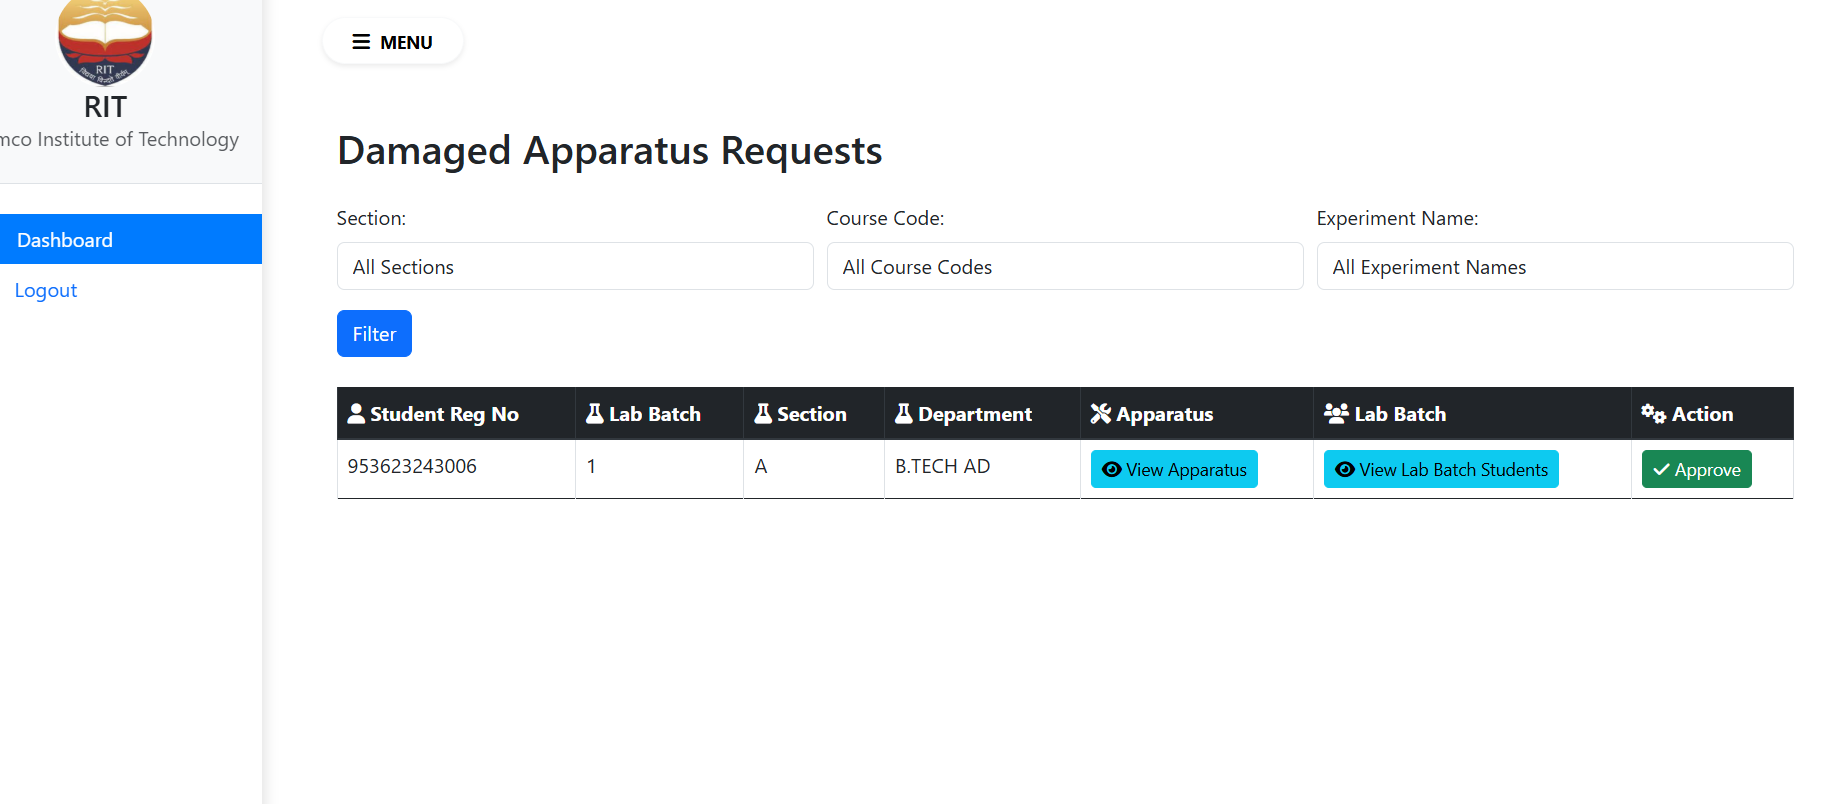 RIT
RIT
mco Institute of Technology
Dashboard
Logout
MENU
Damaged Apparatus Requests
Section:
Course Code:
Experiment Name:
All Sections
All Course Codes
All Experiment Names
Filter
Student Reg No
Lab Batch
Section
Department
Apparatus
Lab Batch
Action
953623243006
1
A
B.TECH AD
View Apparatus
View Lab Batch Students
Approve